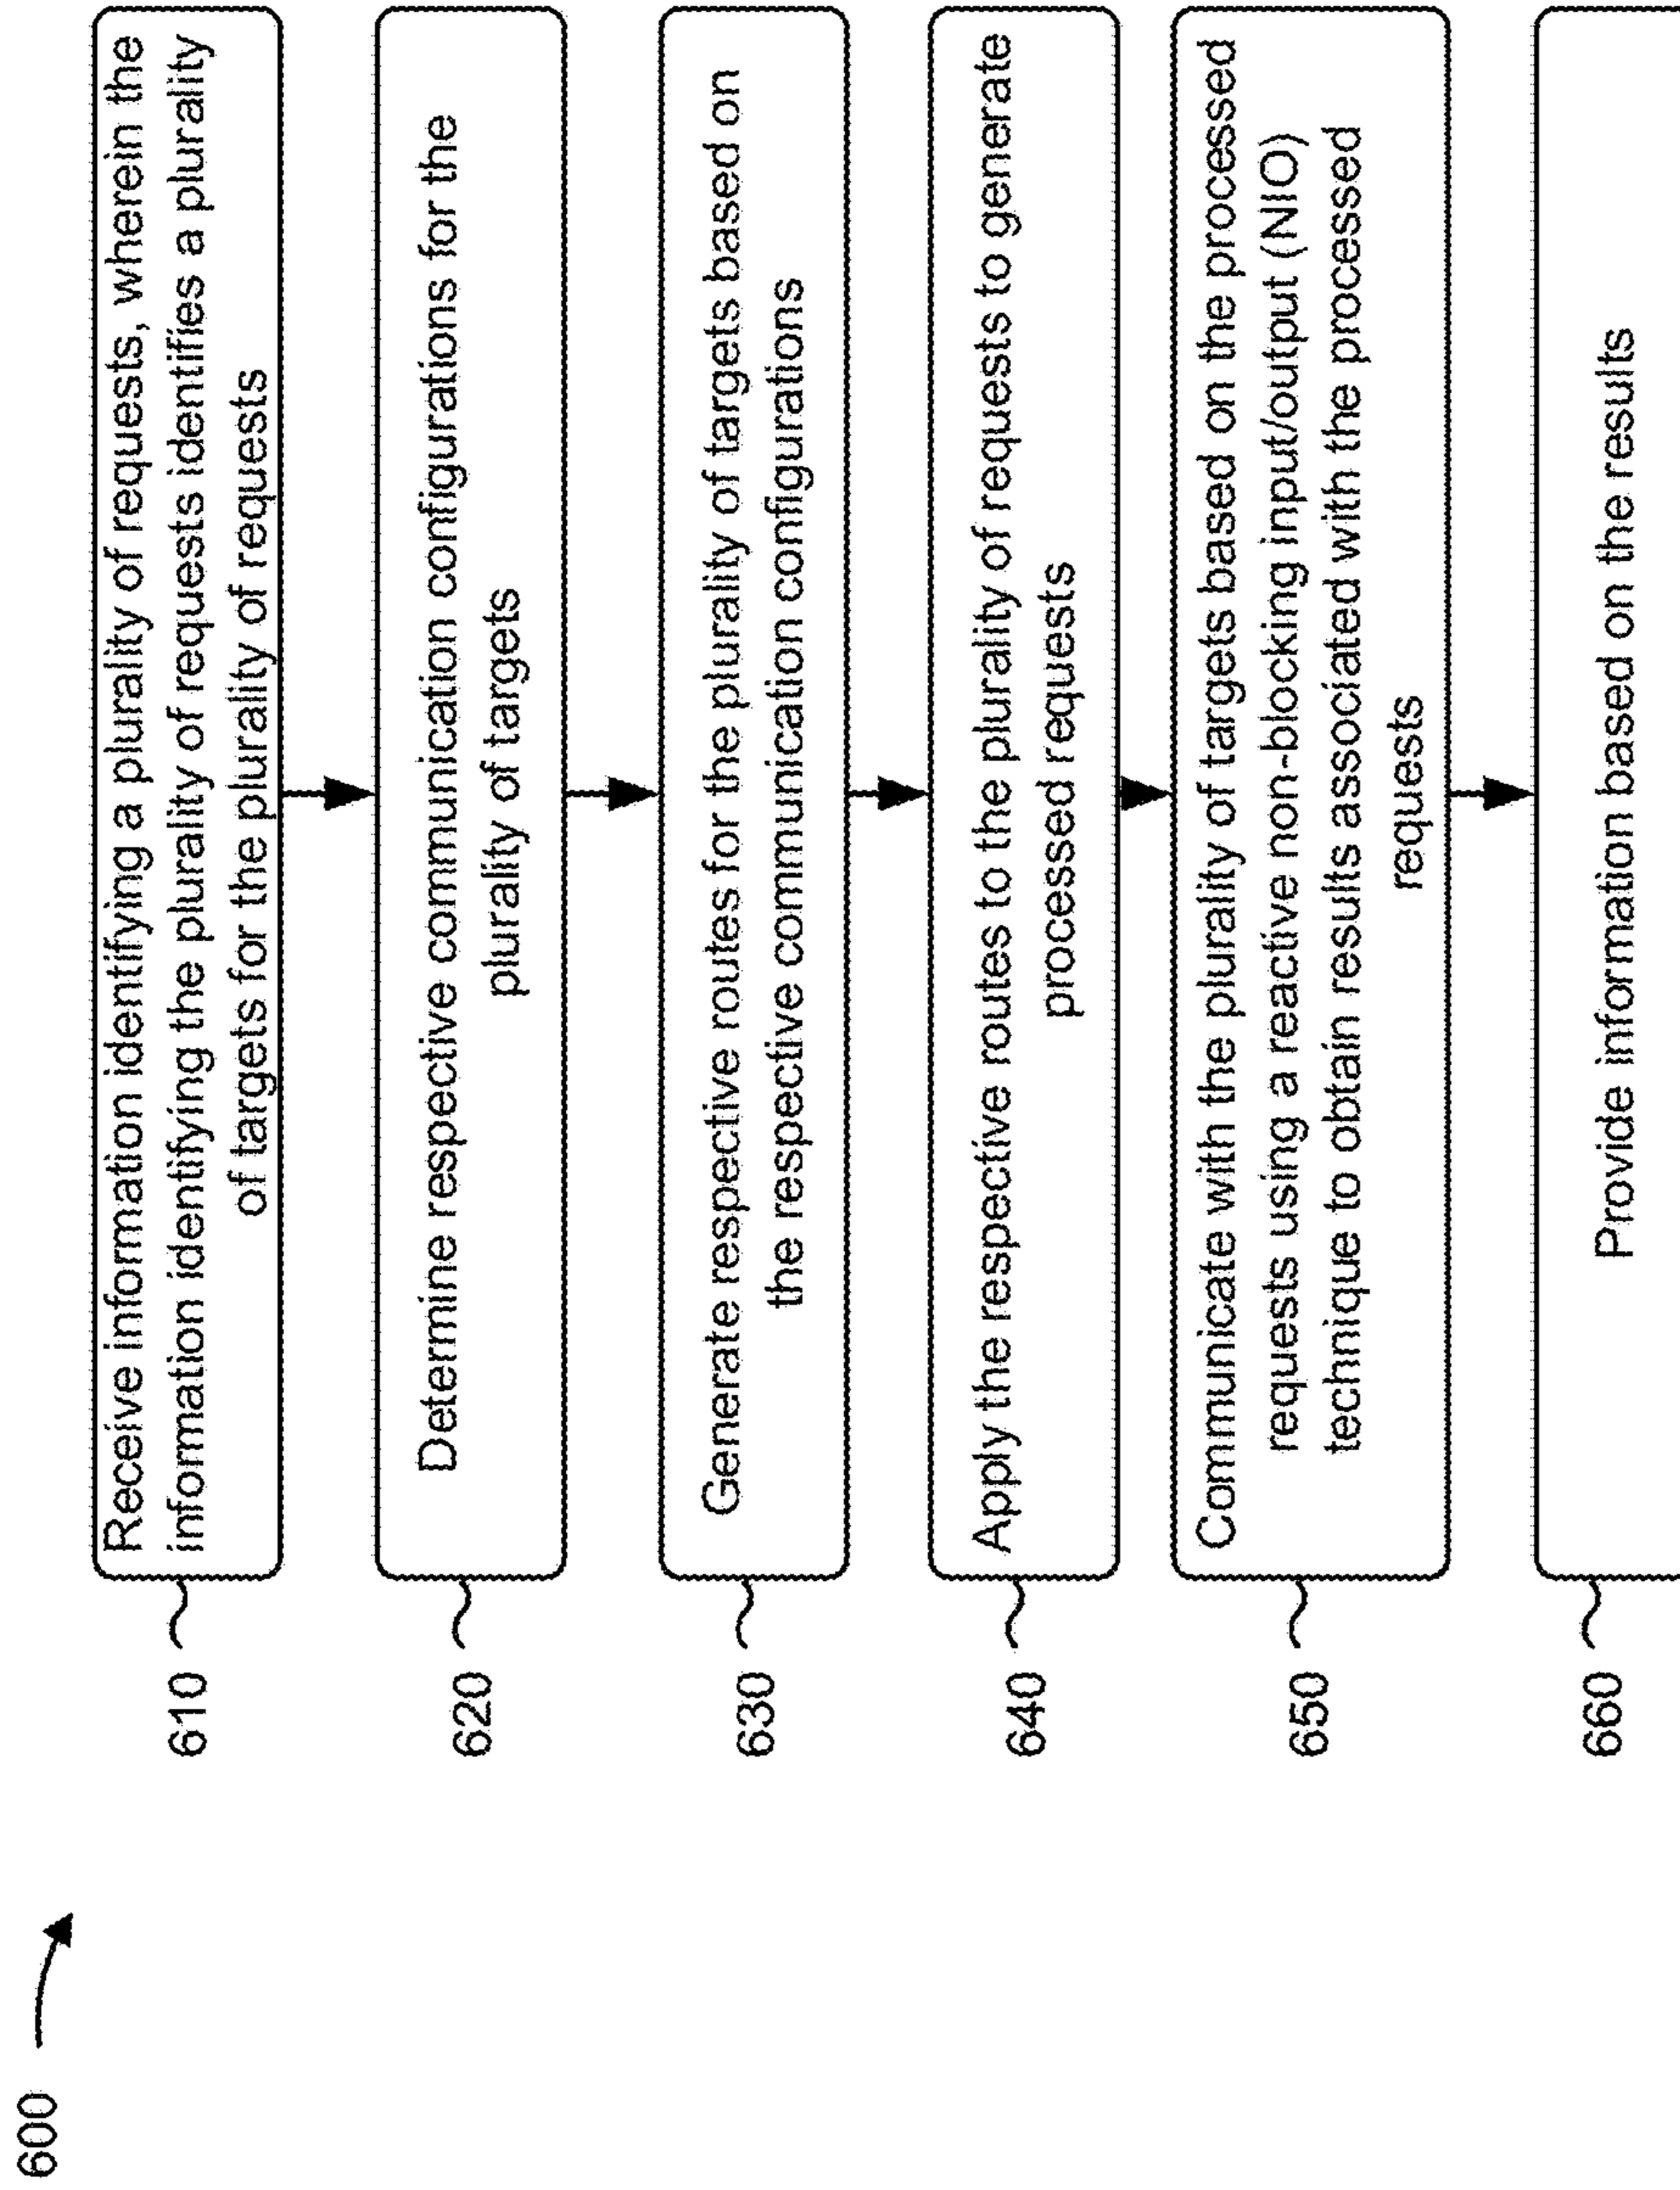 600
610
Receive information identifying a plurality of requests, wherein the
information identifying the plurality of requests identifies a plurality
of targets for the plurality of requests
620
Determine respective communication configurations for the
plurality of targets
630
Generate respective routes for the plurality of targets based on
the respective communication configurations
640
Apply the respective routes to the plurality of requests to generate
processed requests
650
Communicate with the plurality of targets based on the processed
requests using a reactive non-blocking input/output (NIO)
technique to obtain results associated with the processed
requests
660
Provide information based on the results